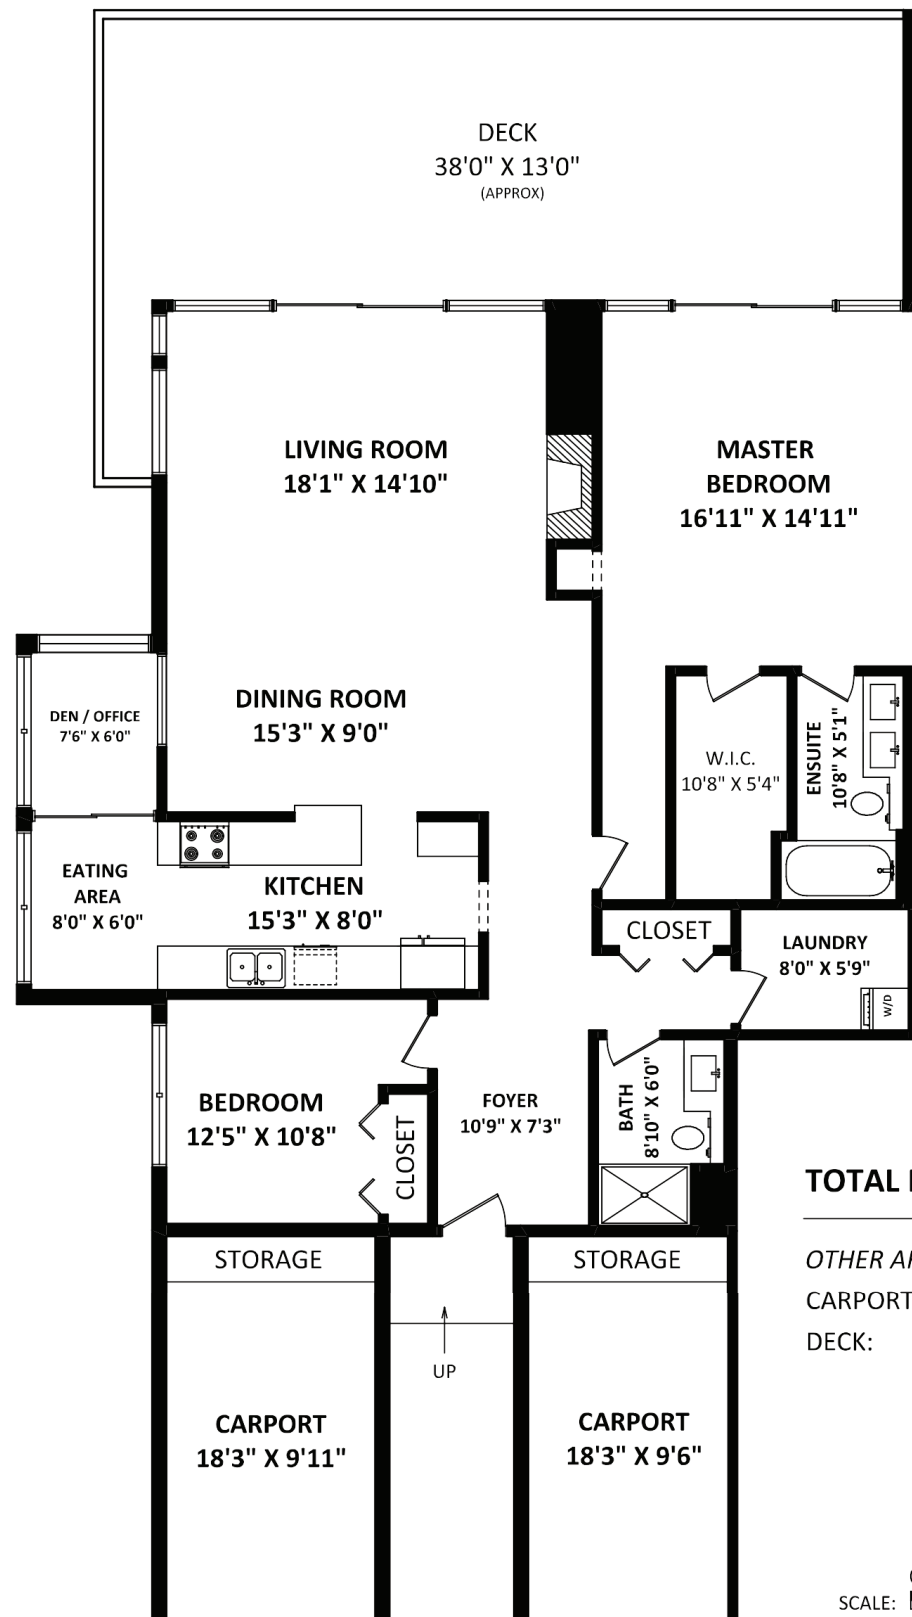 DECK
38'0" X 13'0"
(APPROX)
LIVING ROOM
18'1" X 14'10"
MASTER
BEDROOM
16'11" X 14'11"
DINING ROOM
15'3" X 9'0"
DEN / OFFICE
7'6" X 6'0"
W.I.C.
10'8" X 5'4"
ENSUITE
10'8" X 5'1"
EATING
AREA
8'0" X 6'0"
KITCHEN
15'3" X 8'0"
CLOSET
LAUNDRY
8'0" X 5'9"
W/D
BEDROOM
12'5" X 10'8"
CLOSET
FOYER
10'9" X 7'3"
BATH
8'10" X 6'0"
TOTAL
STORAGE
STORAGE
OTHER
CARPORT
DECK:
UP
CARPORT
18'3" X 9'11"
CARPORT
18'3" X 9'6"
SCALE: